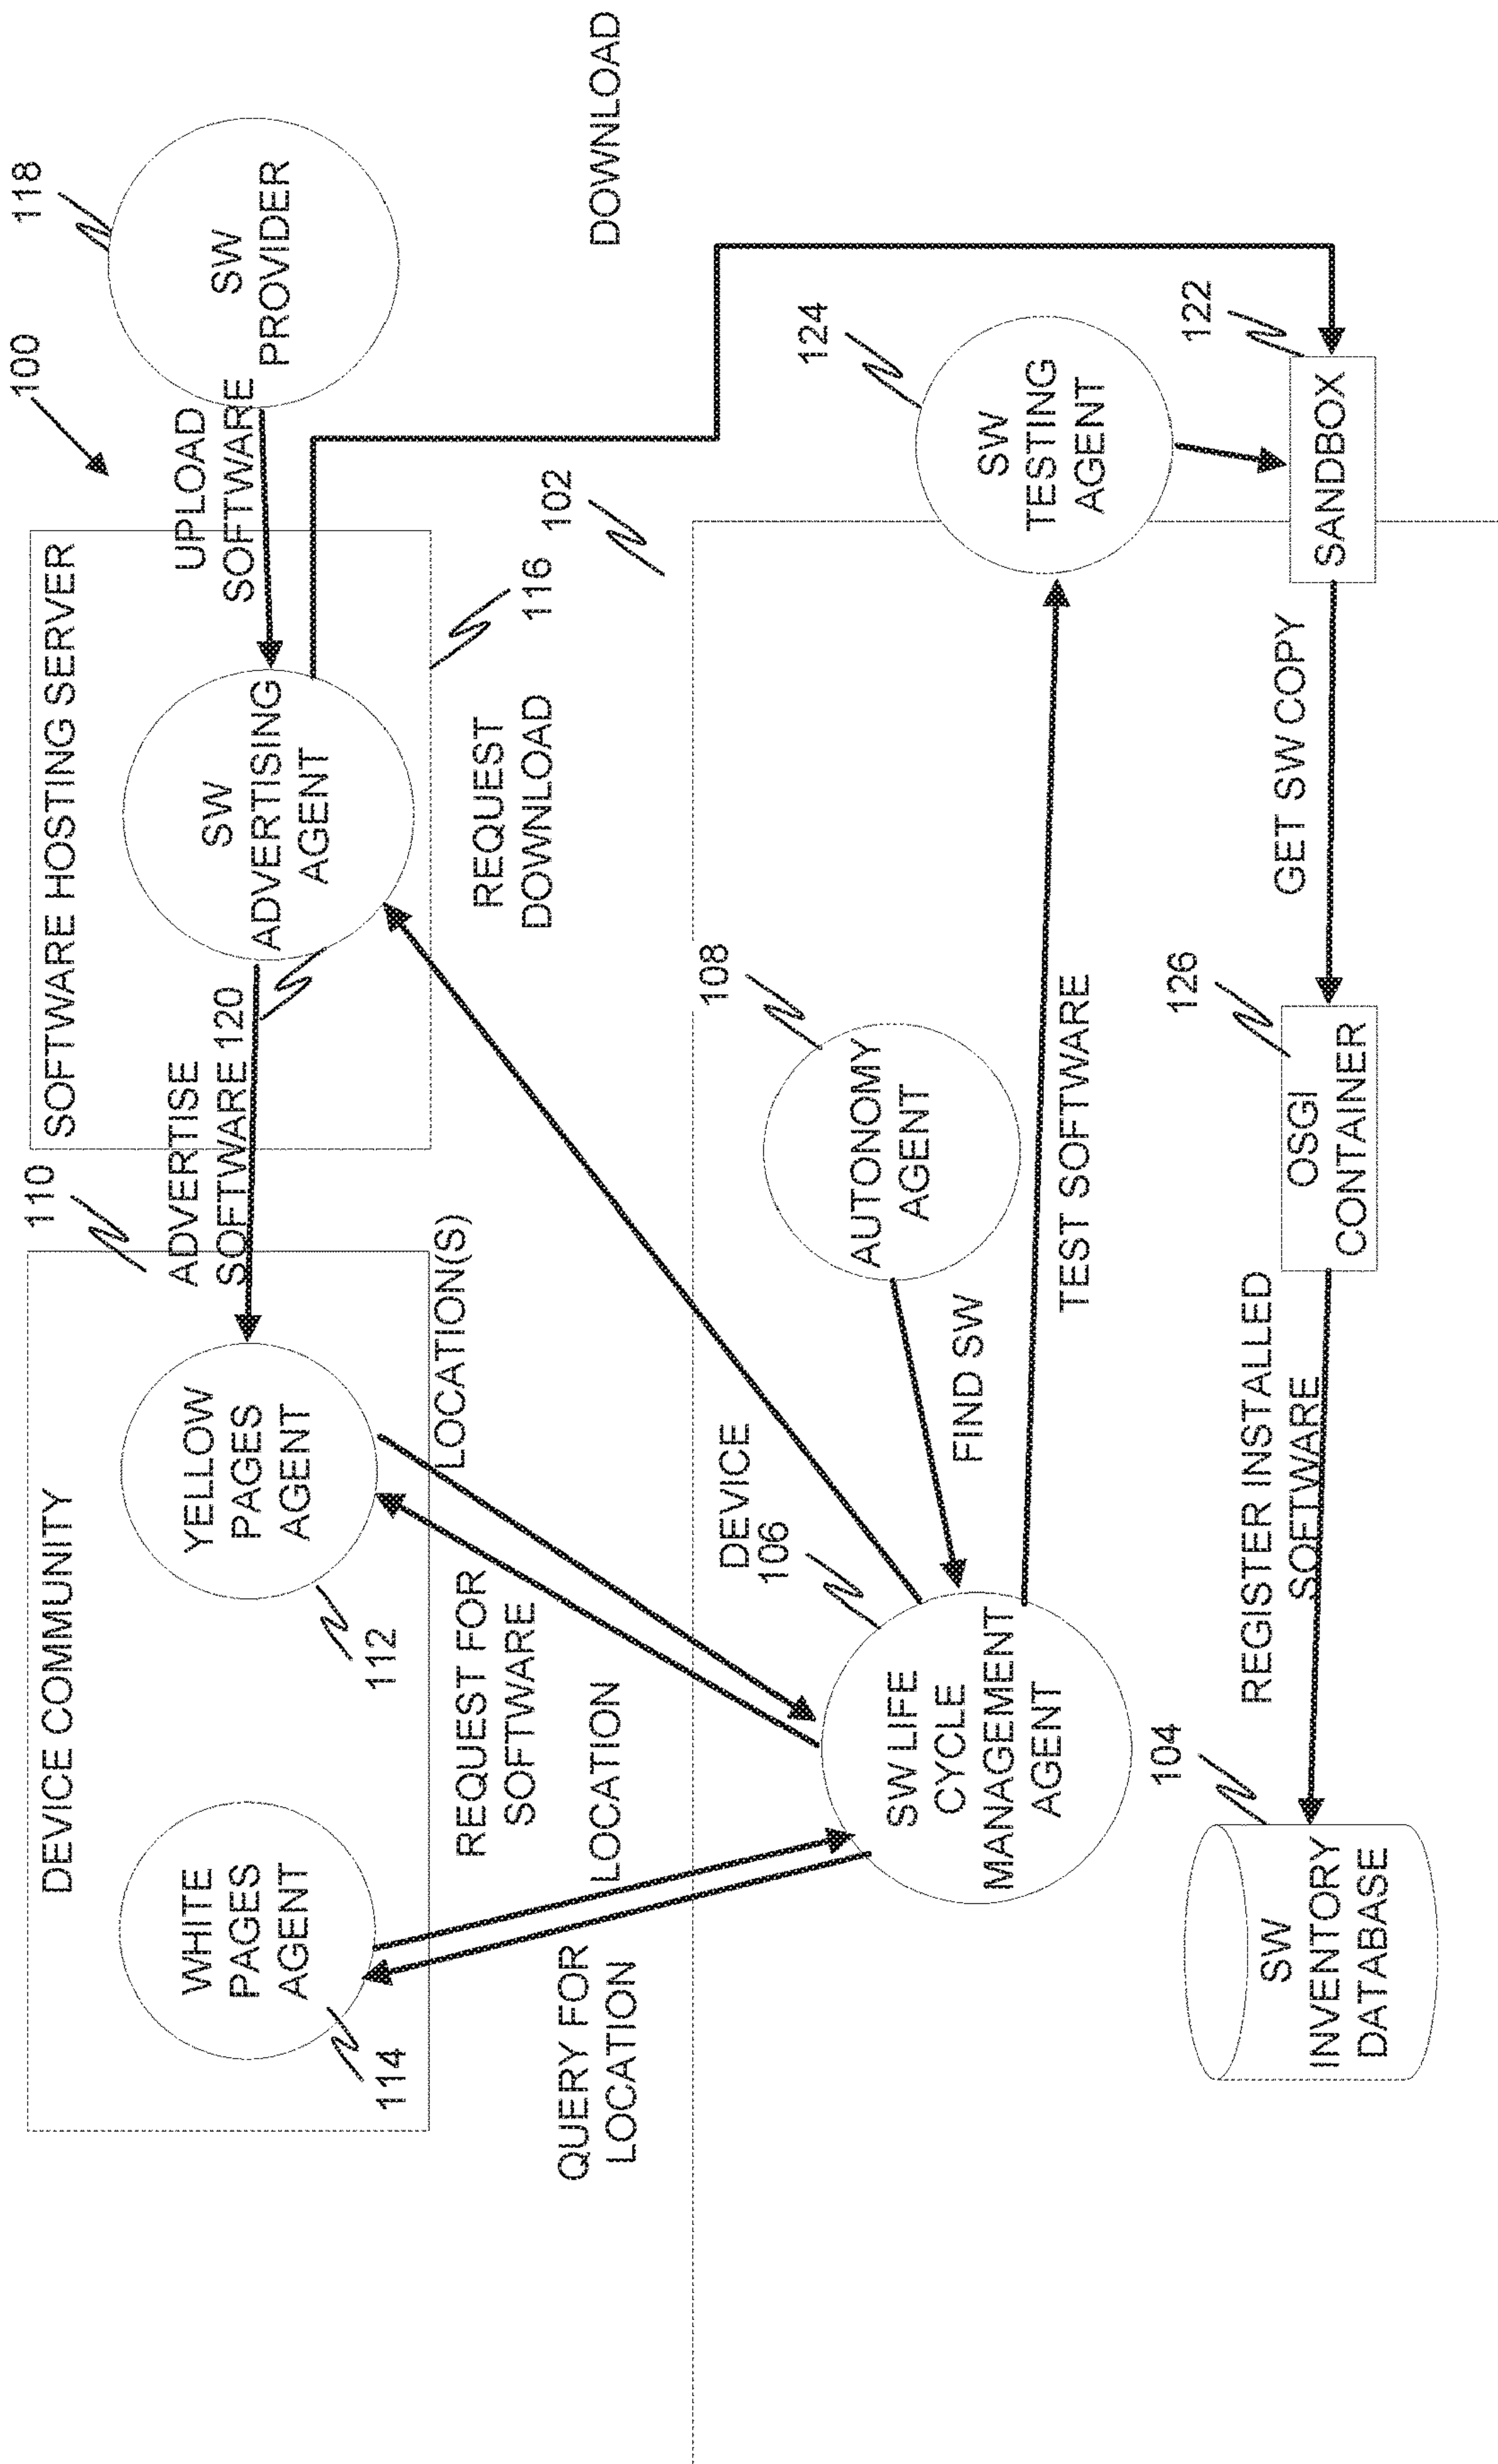 100
118
SW
PROVIDER
UPLOAD
SOFTWARE
SOFTWARE HOSTING SERVER
SW
ADVERTISING
AGENT
116
ADVERTISE
SOFTWARE 120
110
DEVICE COMMUNITY
YELLOW
PAGES
AGENT
112
WHITE
PAGES
AGENT
114
LOCATION(S)
REQUEST FOR
SOFTWARE
LOCATION
QUERY FOR
LOCATION
REQUEST
DOWNLOAD
DOWNLOAD
102
DEVICE
106
SW LIFE
CYCLE
MANAGEMENT
AGENT
108
AUTONOMY
AGENT
FIND SW
TEST SOFTWARE
124
SW
TESTING
AGENT
122
SANDBOX
GET SW COPY
126
OSGI
CONTAINER
REGISTER INSTALLED
SOFTWARE
104
SW
INVENTORY
DATABASE